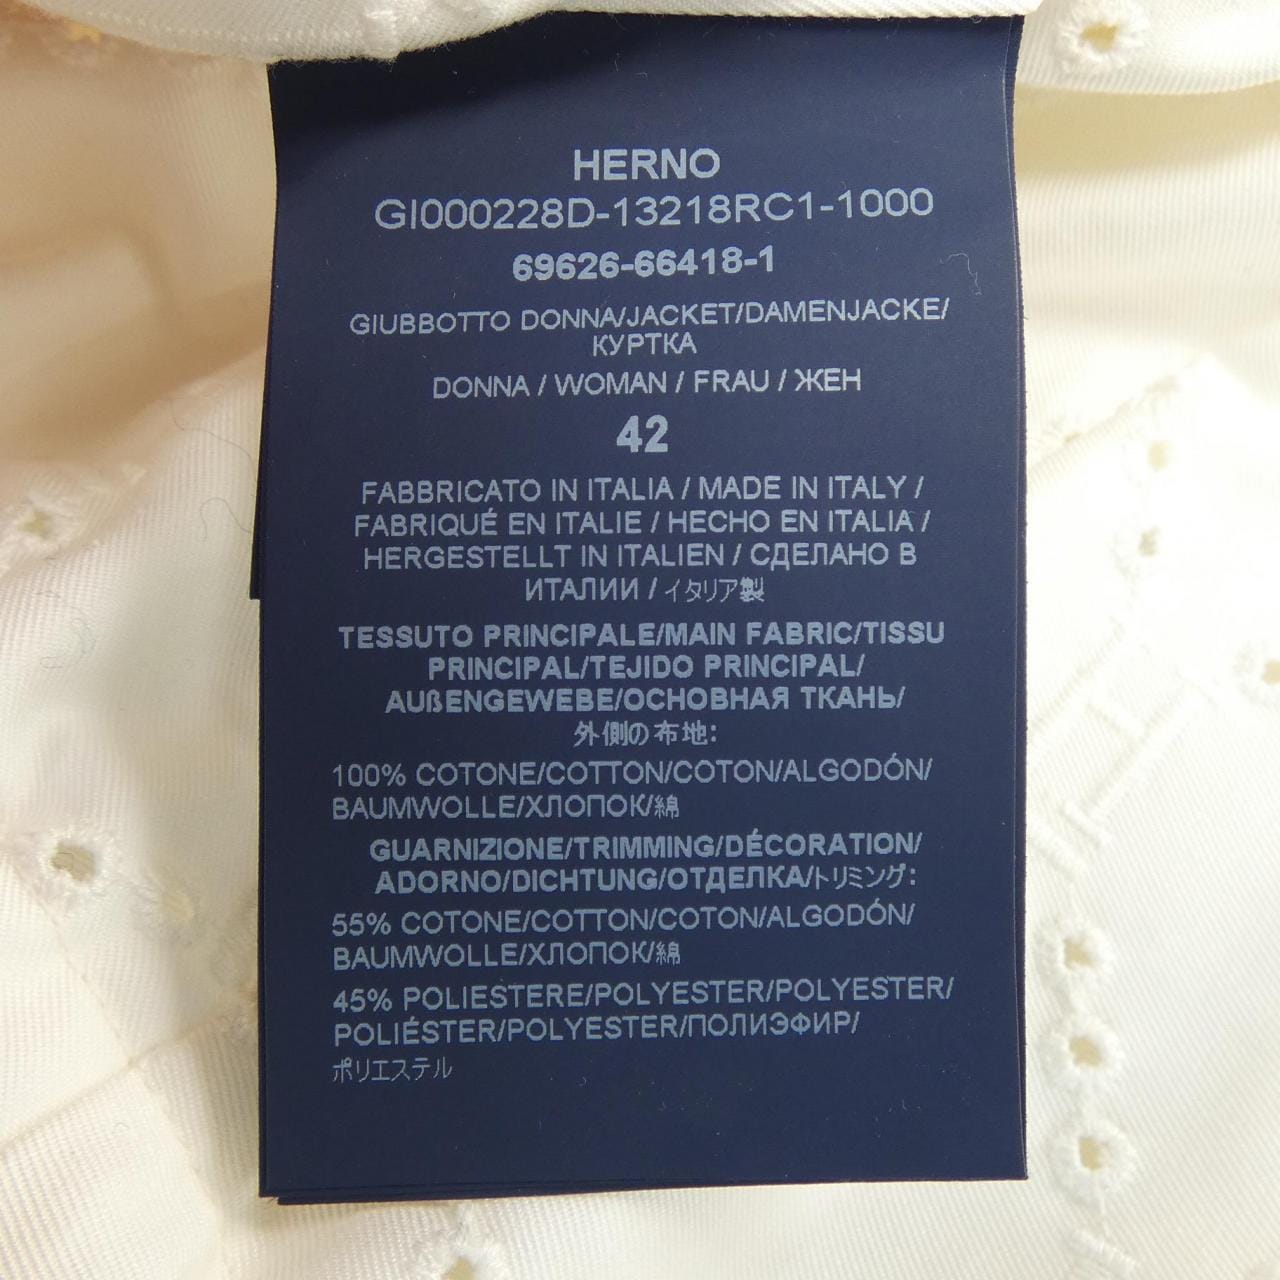 HERNO
GI000228D-13218RC1-1000
69626-66418-1
GIUBBOTTO DONNA/JACKET/DAMENJACKE/
КУРТКА
DONNA / WOMAN / FRAU / ЖЕН
42
FABBRICATO IN ITALIA / MADE IN ITALY /
FABRIQUÉ EN ITALIE / HECHO EN ITALIA /
HERGESTELLT IN ITALIEN / СДЕЛАНО В
ИТАЛИИ / イタリア製
TESSUTO PRINCIPALE/MAIN FABRIC/TISSU
PRINCIPAL/TEJIDO PRINCIPAL/
AUßENGEWEBE/ОСНОВНАЯ ТКАНЬ/
外側の布地:
100% COTONE/COTTON/COTON/ALGODÓN/
BAUMWOLLE/ХЛОПОК/綿
GUARNIZIONE/TRIMMING/DÉCORATION/
ADORNO/DICHTUNG/ОТДЕЛКА/トリミング:
55% COTONE/COTTON/COTON/ALGODÓN/
BAUMWOLLE/ХЛОПОК/綿
45% POLIESTERE/POLYESTER/POLYESTER/
POLIÉSTER/POLYESTER/ПОЛИЭФИР/
ポリエステル